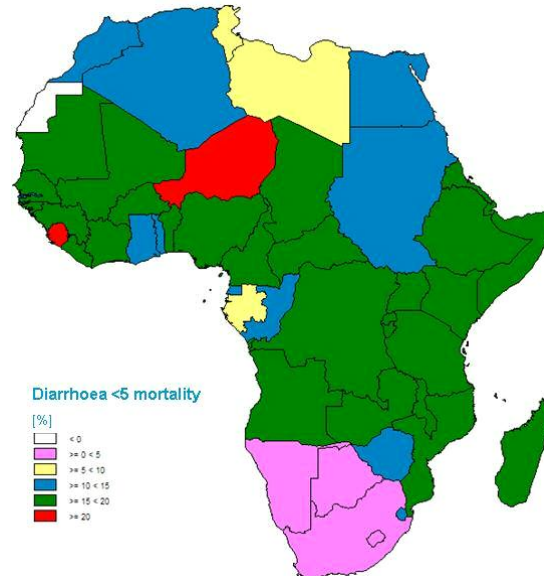 Diarrhoea <5 mortality
[%]
< 0
>= 0 < 5
>= 5 < 10
>= 10 < 15
>= 15 < 20
>= 20